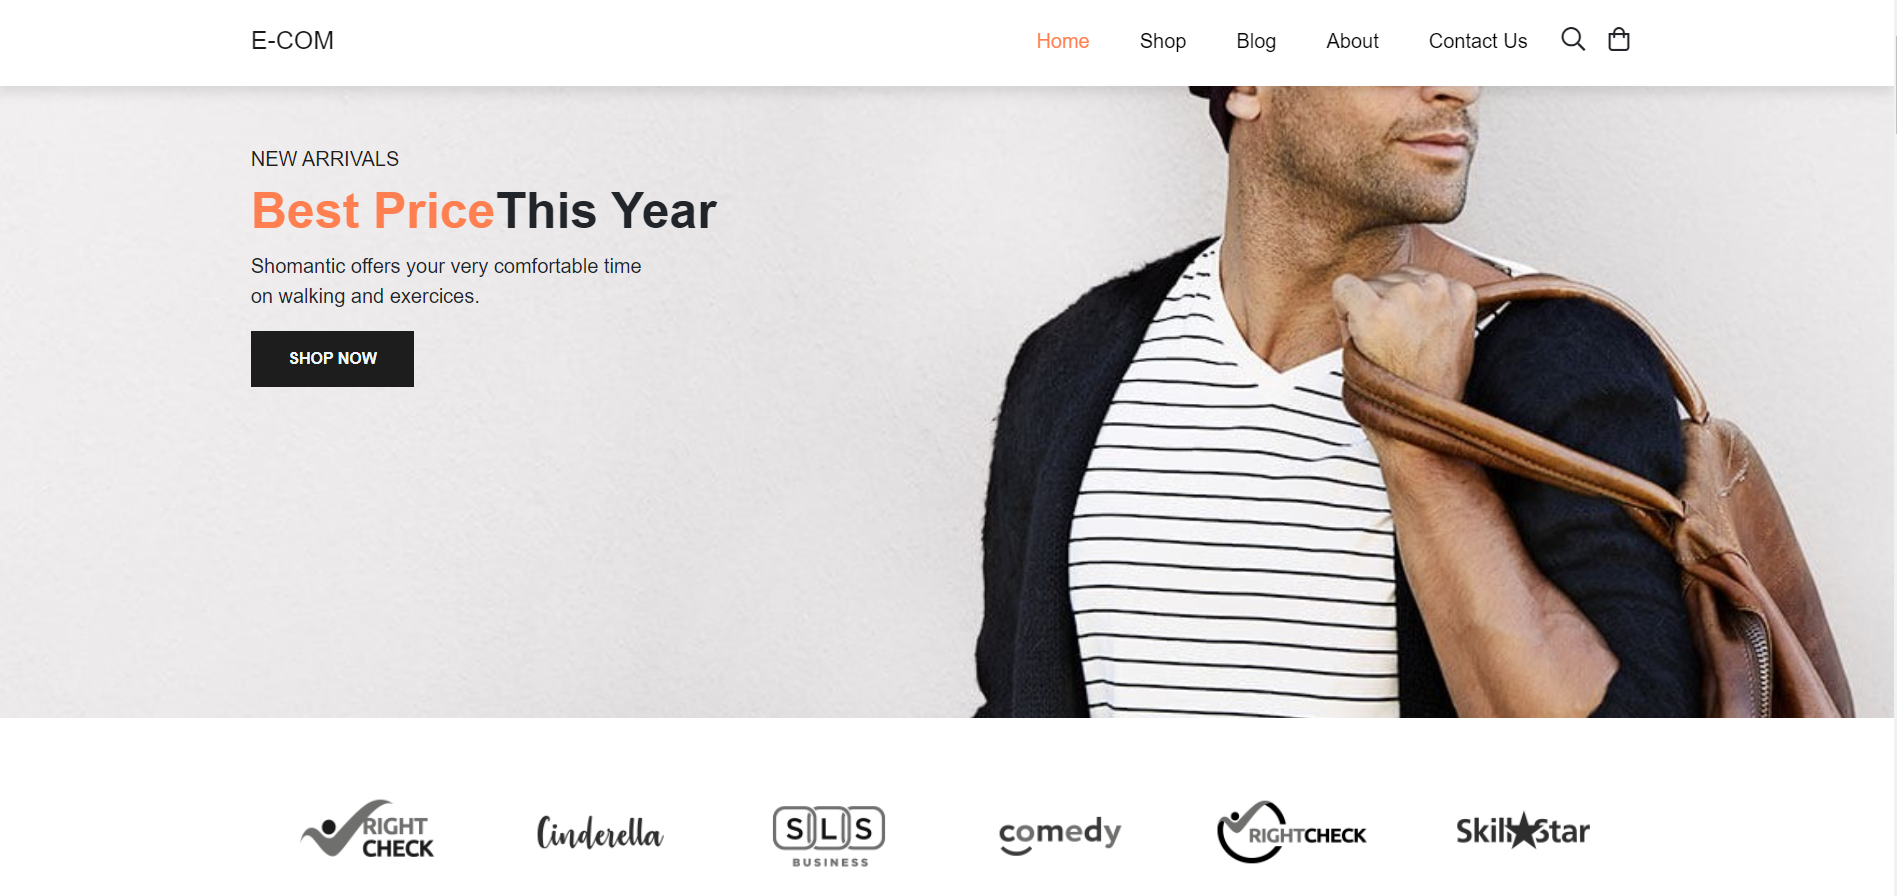 E-COM
Home Shop Blog About Contact Us
NEW ARRIVALS
Best PriceThis Year
Shomantic offers your very comfortable time
on walking and exercices.
SHOP NOW
RIGHT
CHECK
Cinderella
SLS
BUSINESS
comedy
RIGHTCHECK
SkillStar